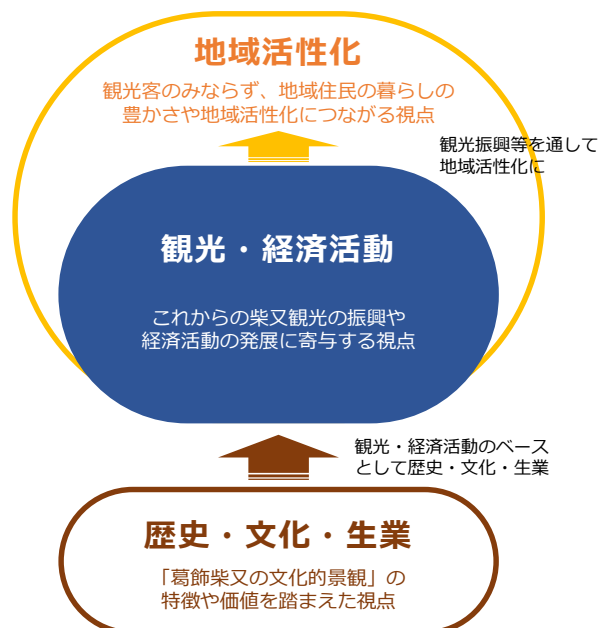 地域活性化
観光客のみならず、地域住民の暮らしの
豊かさや地域活性化につながる視点
観光振興等を通して
地域活性化に
観光・経済活動
これからの柴又観光の振興や
経済活動の発展に寄与する視点
観光・経済活動のベース
として歴史・文化・生業
歴史・文化・生業
「葛飾柴又の文化的景観」の
特徴や価値を踏まえた視点